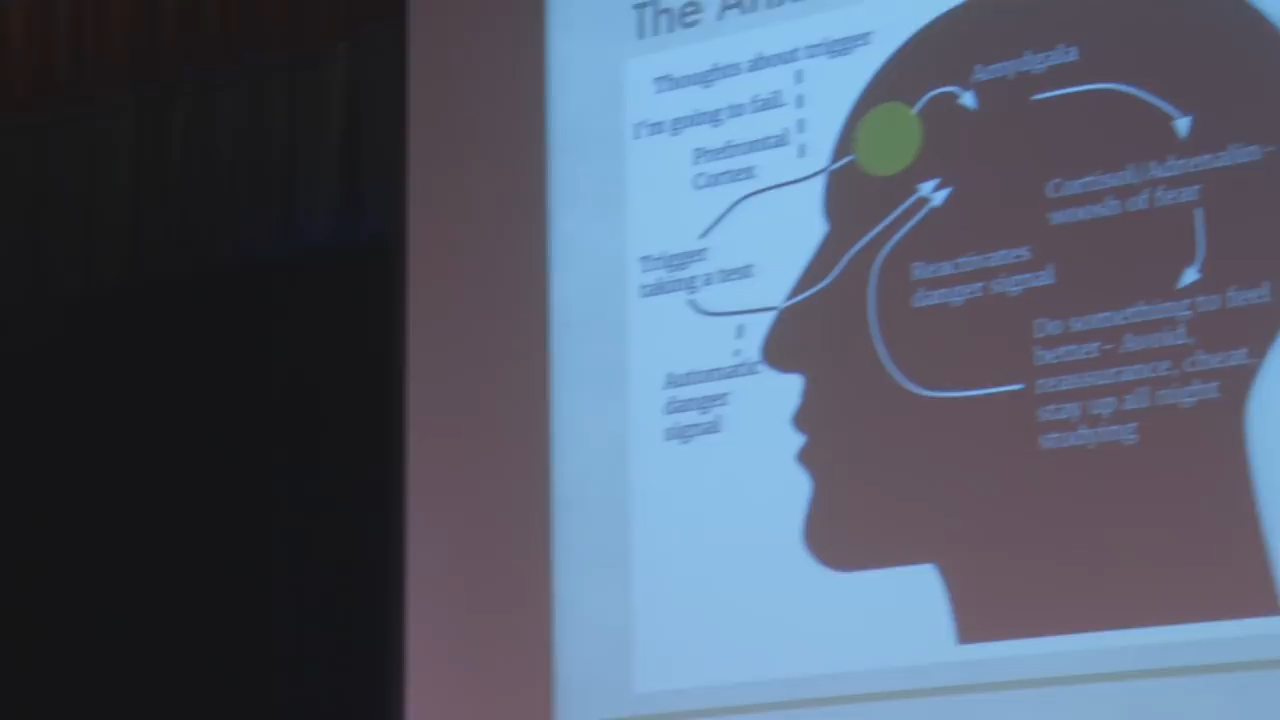 The
Thoughts about trigger
I'm going to fail.
Prefrontal
Cortex
Trigger
taking a test
Automatic
danger
signal
Amygdala
Cortisol/Adrenalin-
woosh of fear
Reactivates
danger signal
Do something to feel
better- Avoid,
reassurance, cheat,
stay up all night
studying